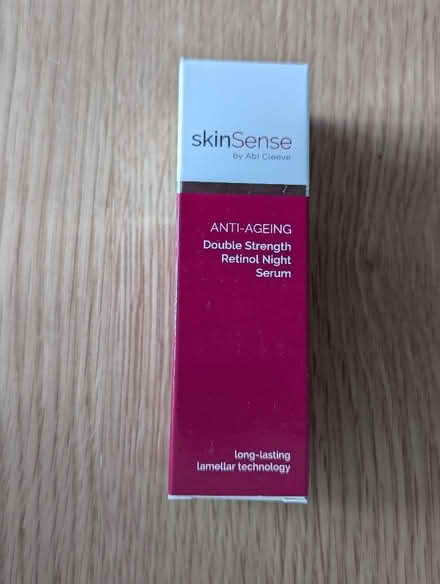 skinSense
by Abi Cleeve
ANTI-AGEING
Double Strength
Retinol Night
Serum
long-lasting
lamellar technology